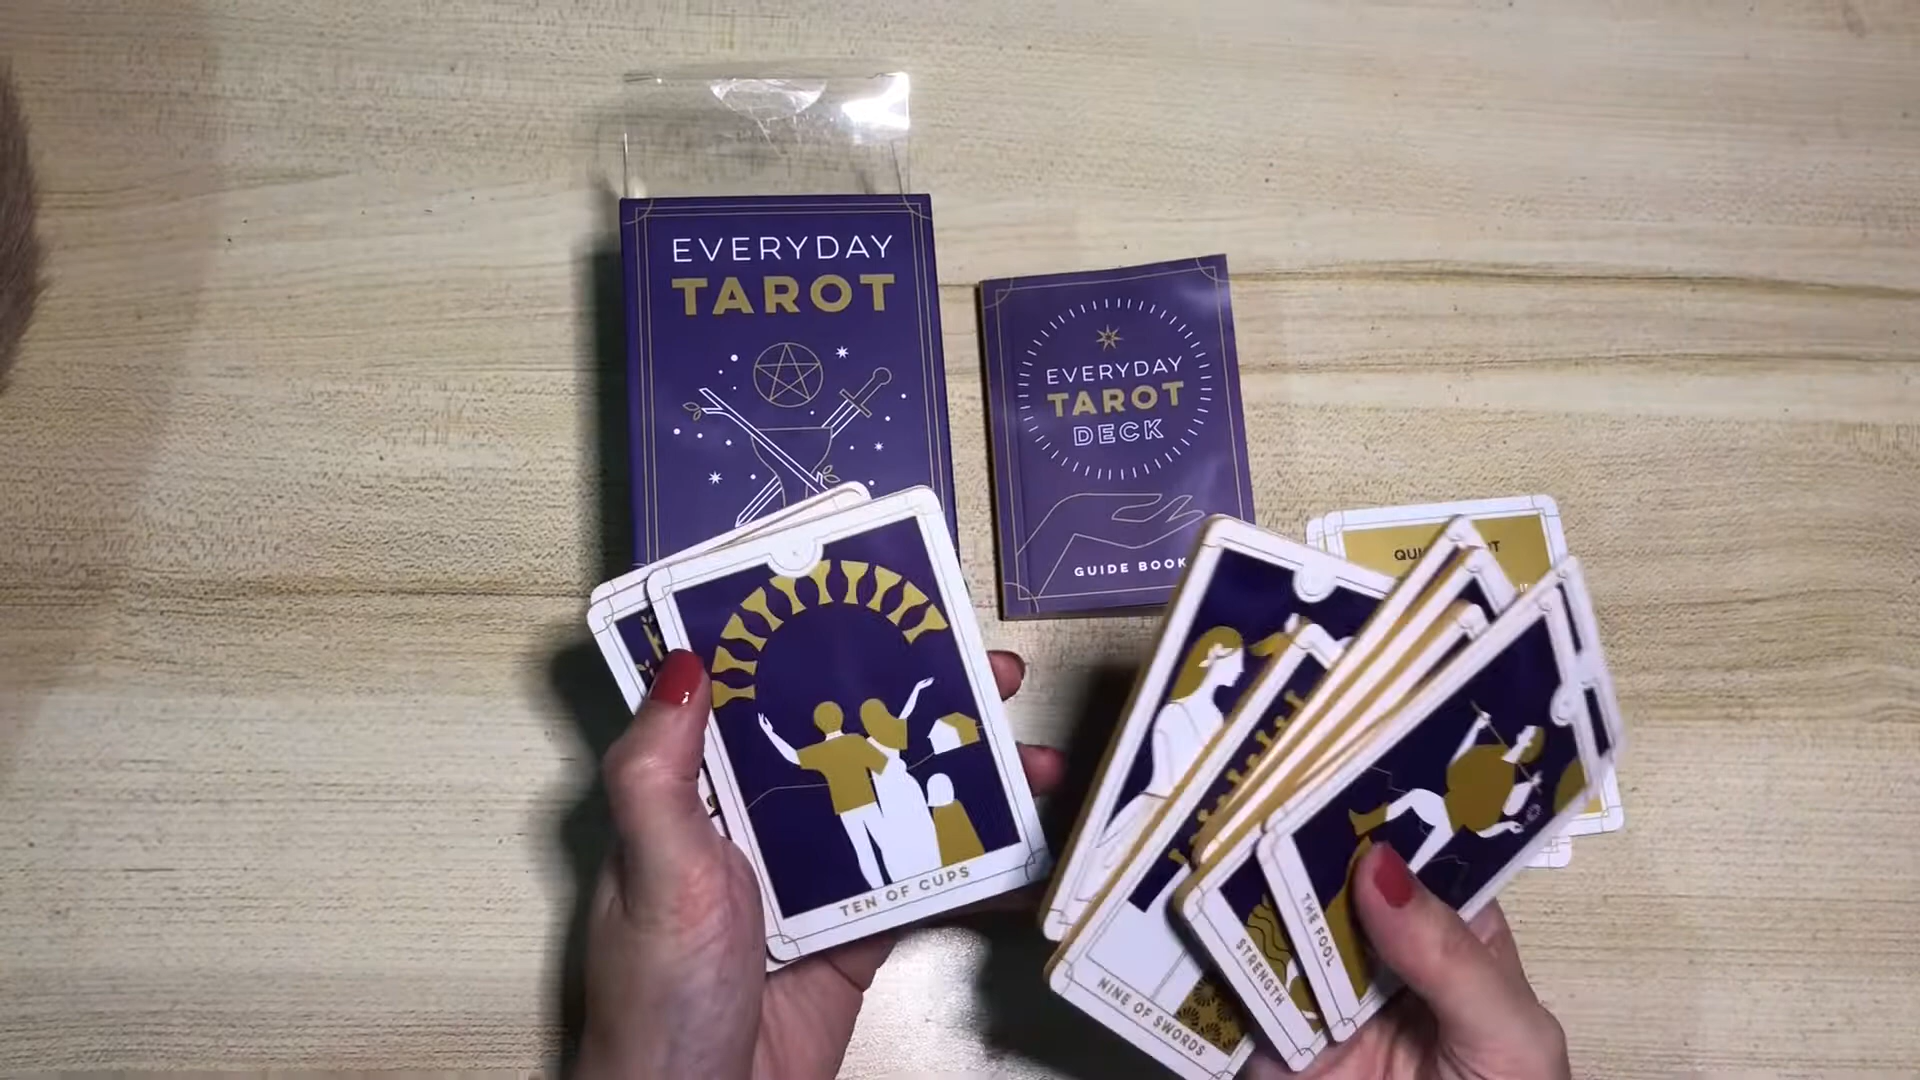 EVERYDAY
TAROT
EVERYDAY
TAROT
DECK
GUIDE BOOK
TEN OF CUPS
NINE OF SWORDS
STRENGTH
THE FOOL